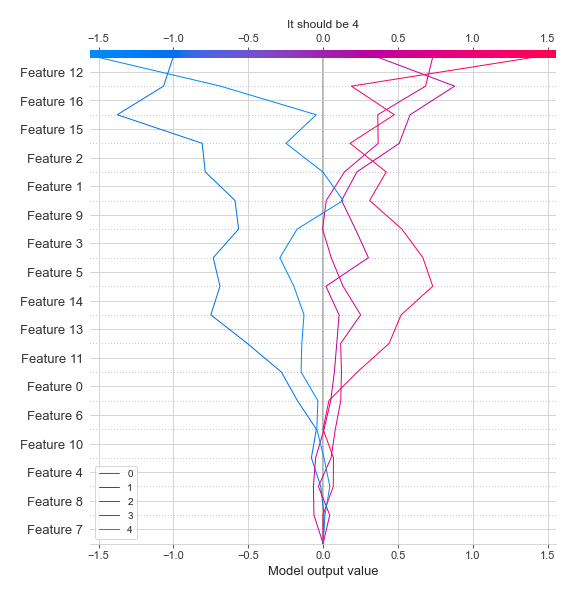 It should be 4
−1.5 −1.0 −0.5 0.0 0.5 1.0 1.5
Feature 12
Feature 16
Feature 15
Feature 2
Feature 1
Feature 9
Feature 3
Feature 5
Feature 14
Feature 13
Feature 11
Feature 0
Feature 6
Feature 10
Feature 4
Feature 8
Feature 7
0
1
2
3
4
−1.5 −1.0 −0.5 0.0 0.5 1.0 1.5
Model output value